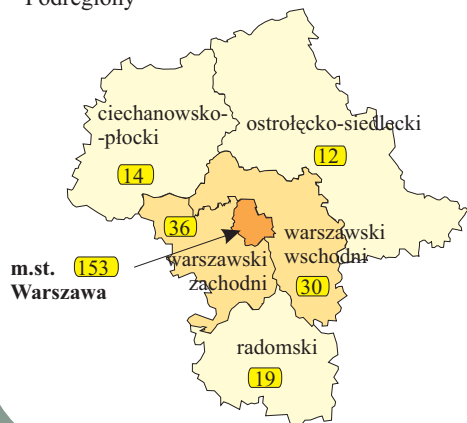 Podregiony
ciechanowsko-
-płocki
14
ostrołęcko-siedlecki
12
36
warszawski
zachodni
warszawski
wschodni
30
m.st. 153
Warszawa
radomski
19